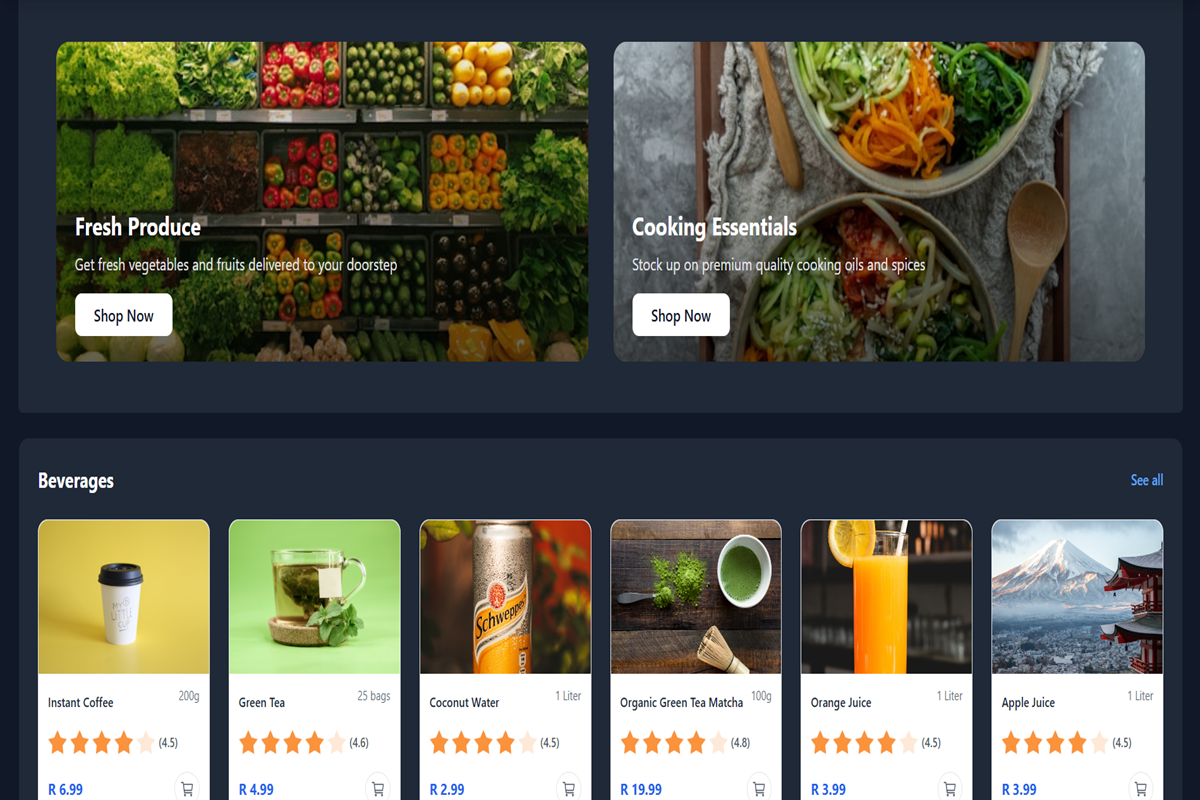 Fresh Produce
Get fresh vegetables and fruits delivered to your doorstep
Shop Now
Cooking Essentials
Stock up on premium quality cooking oils and spices
Shop Now
Beverages
See all
MY
LITTLE
CUP
Schweppes
Instant Coffee
200g
(4.5)
R 6.99
Green Tea
25 bags
(4.6)
R 4.99
Coconut Water
1 Liter
(4.5)
R 2.99
Organic Green Tea Matcha
100g
(4.8)
R 19.99
Orange Juice
1 Liter
(4.5)
R 3.99
Apple Juice
1 Liter
(4.5)
R 3.99